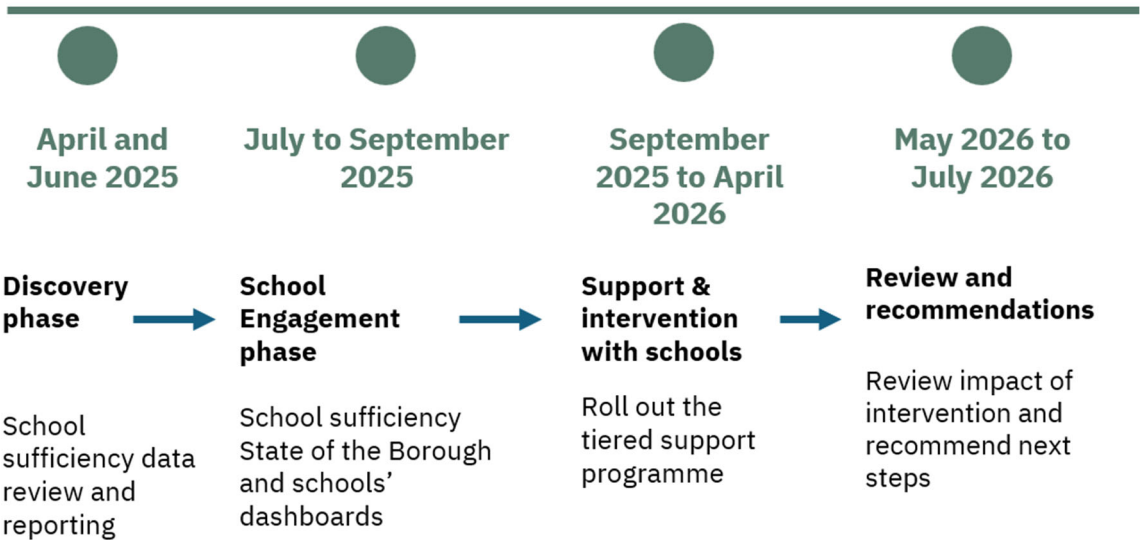 April and
June 2025
July to September
2025
September
2025 to April
2026
May 2026 to
July 2026
Discovery
phase
School
Engagement
phase
Support &
intervention
with schools
Review and
recommendations
School
sufficiency data
review and
reporting
School sufficiency
State of the Borough
and schools’
dashboards
Roll out the
tiered support
programme
Review impact of
intervention and
recommend next
steps